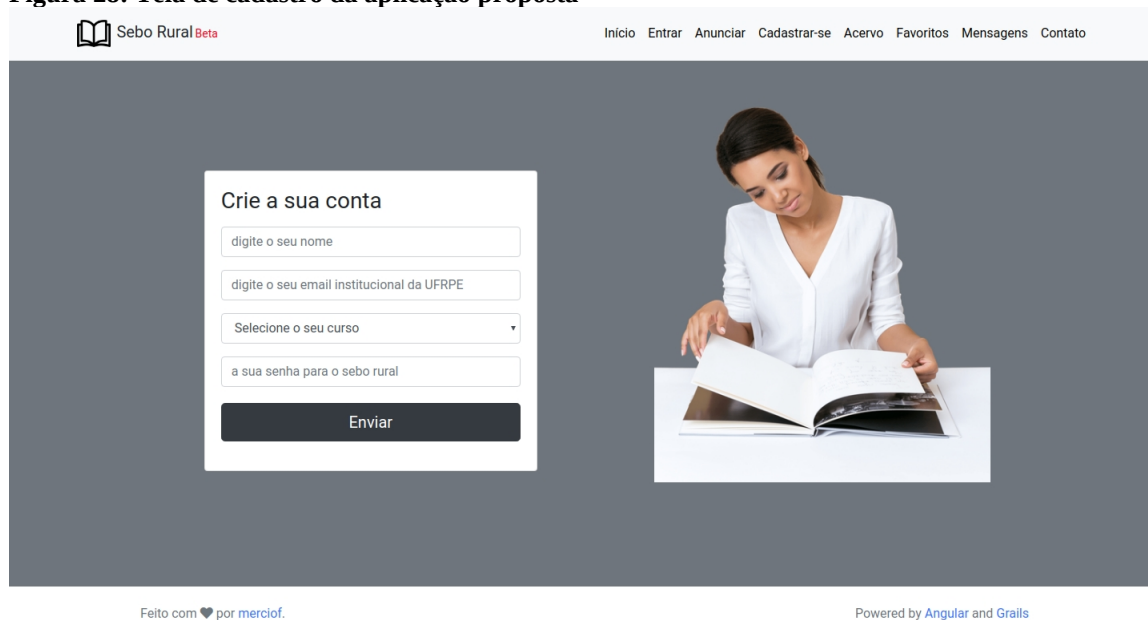 Figura 28: Tela de cadastro da aplicação proposta
Sebo Rural Beta
Início Entrar Anunciar Cadastrar-se Acervo Favoritos Mensagens Contato
Crie a sua conta
digite o seu nome
digite o seu email institucional da UFRPE
Selecione o seu curso
a sua senha para o sebo rural
Enviar
Feito com por merciof.
Powered by Angular and Grails